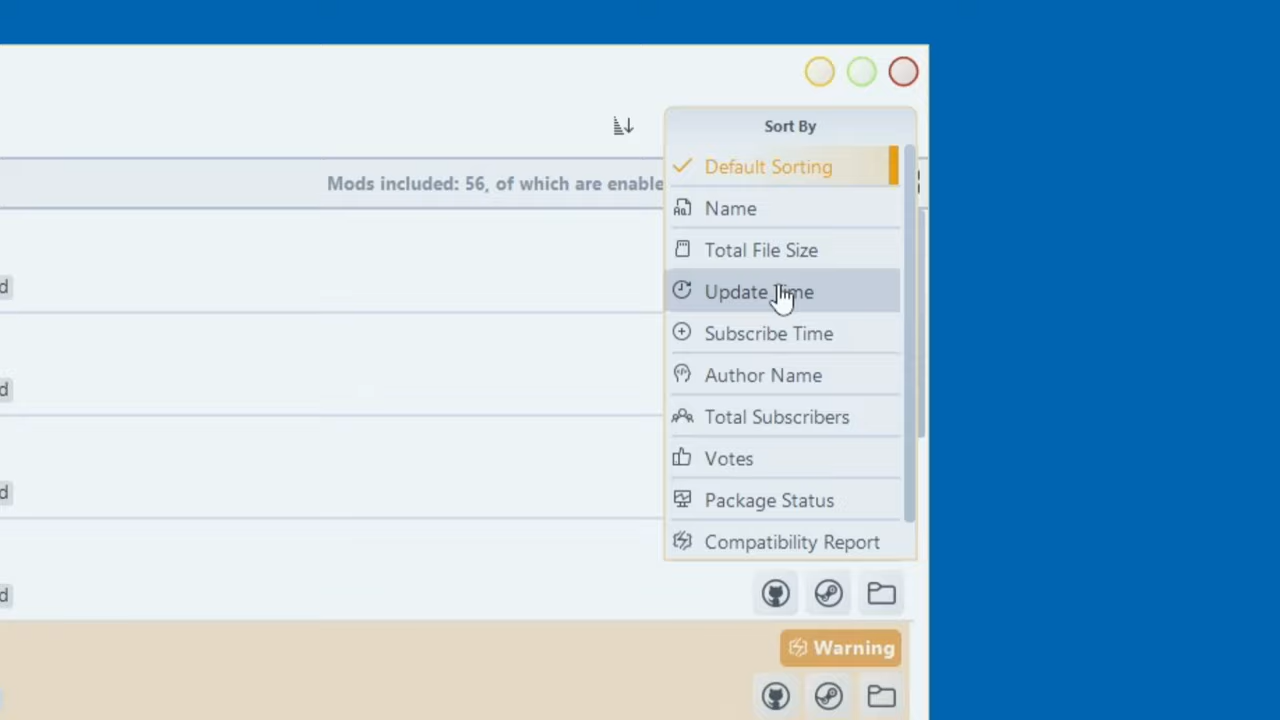 Sort By
Mods included: 56, of which are enable
Default Sorting
Name
Total File Size
Update Time
Subscribe Time
Author Name
Total Subscribers
Votes
Package Status
Compatibility Report
d
d
d
d
Warning